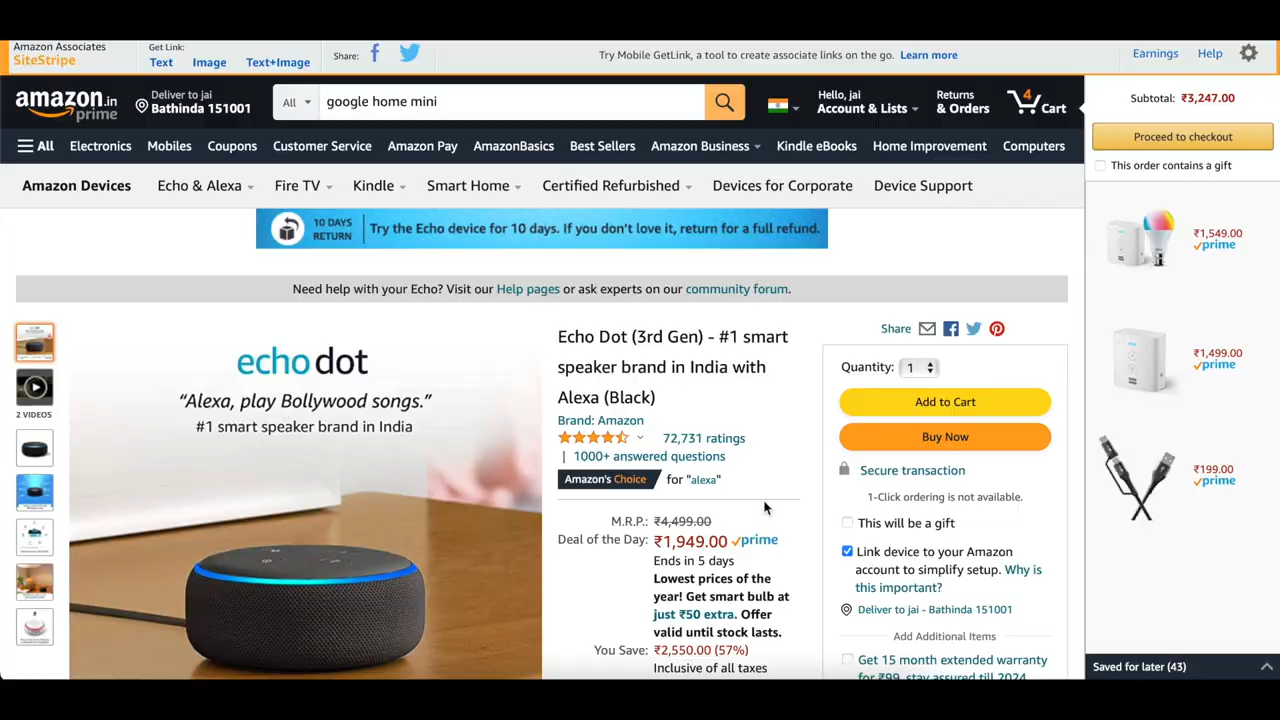 Amazon Associates
SiteStripe
Get Link:
Text Image Text+Image
Share:
Try Mobile GetLink, a tool to create associate links on the go. Learn more
Earnings Help
amazon.in
prime
Deliver to jai
Bathinda 151001
All
google home mini
Hello, jai
Account & Lists
Returns
& Orders
4
Cart
Subtotal: ₹3,247.00
Proceed to checkout
This order contains a gift
All Electronics Mobiles Coupons Customer Service Amazon Pay AmazonBasics Best Sellers Amazon Business Kindle eBooks Home Improvement Computers
Amazon Devices Echo & Alexa Fire TV Kindle Smart Home Certified Refurbished Devices for Corporate Device Support
10 DAYS
RETURN
Try the Echo device for 10 days. If you don't love it, return for a full refund.
Need help with your Echo? Visit our Help pages or ask experts on our community forum.
2 VIDEOS
echo dot
“Alexa, play Bollywood songs.”
#1 smart speaker brand in India
Echo Dot (3rd Gen) - #1 smart
speaker brand in India with
Alexa (Black)
Brand: Amazon
72,731 ratings
| 1000+ answered questions
Amazon's Choice for "alexa"
M.R.P.: ₹4,499.00
Deal of the Day: ₹1,949.00 prime
Ends in 5 days
Lowest prices of the
year! Get smart bulb at
just ₹50 extra. Offer
valid until stock lasts.
You Save: ₹2,550.00 (57%)
Inclusive of all taxes
Share
Quantity: 1
Add to Cart
Buy Now
Secure transaction
1-Click ordering is not available.
This will be a gift
Link device to your Amazon
account to simplify setup. Why is
this important?
Deliver to jai - Bathinda 151001
Add Additional Items
Get 15 month extended warranty
for ₹99, stay assured till 2024
₹1,549.00
prime
₹1,499.00
prime
₹199.00
prime
Saved for later (43)